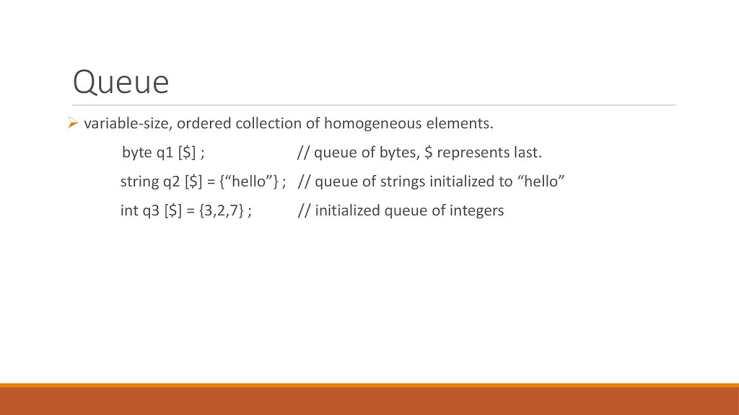 Queue
variable-size, ordered collection of homogeneous elements.
byte q1 [$] ; // queue of bytes, $ represents last.
string q2 [$] = {“hello”} ; // queue of strings initialized to “hello”
int q3 [$] = {3,2,7} ; // initialized queue of integers